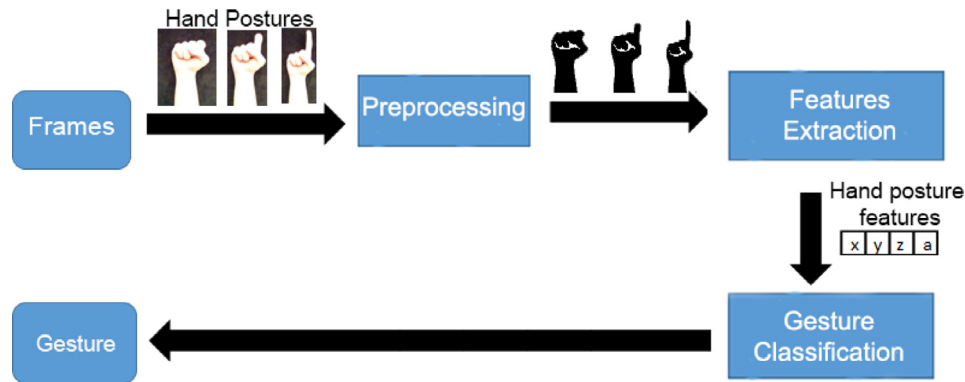 Hand Postures
Frames
Preprocessing
Features
Extraction
Hand posture
features
x y z a
Gesture
Classification
Gesture